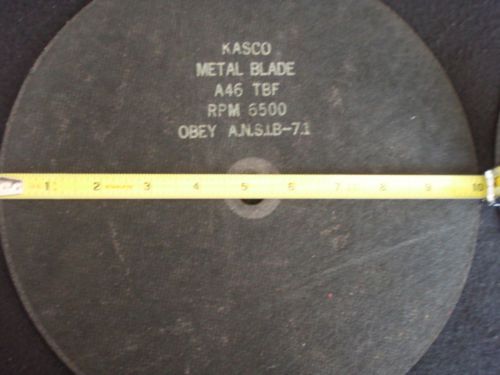 KASCO
METAL BLADE
A46 TBF
RPM 6500
OBEY A.N.S.I.B-7.1
1 2 3 4 5 6 7 8 9 10